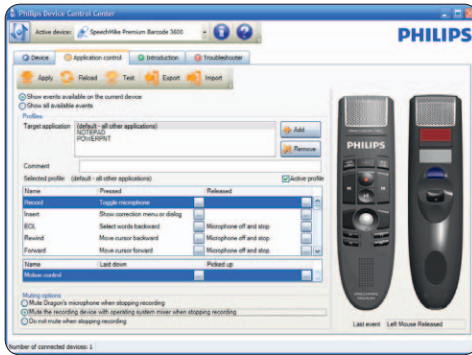 Philips Device Control Center
Active device: SpeechMike Premium Barcode 3600
PHILIPS
Device Application control Introduction Troubleshooter
Apply Reload Test Export Import
Show events available on the current device
Show all available events
Profiles
Target application (default - all other applications)
NOTEPAD
POWERPNT
Add
Remove
Comment
Selected profile: (default - all other applications) Active profile
Name Pressed Released
Record Toggle microphone
Insert Show correction menu or dialog
EOL Select words backward Microphone off and stop
Rewind Move cursor backward Microphone off and stop
Forward Move cursor forward Microphone off and stop
Name Laid down Picked up
Motion control
Muting options
Mute Dragon's microphone when stopping recording
Mute the recording device with operating system mixer when stopping recording
Do not mute when stopping recording
PHILIPS
Last event Left Mouse Released
Number of connected devices: 1